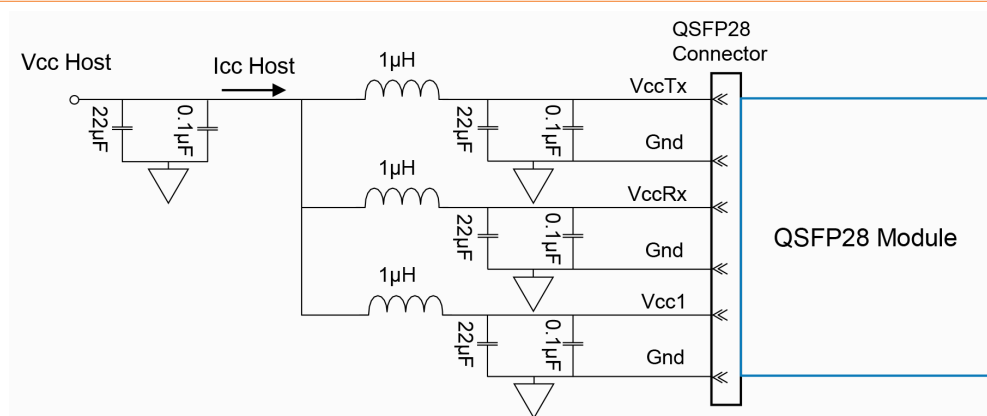 QSFP28
Connector
Vcc Host
Icc Host
1µH
VccTx
22µF
0.1µF
22µF
0.1µF
Gnd
1µH
VccRx
22µF
0.1µF
Gnd
QSFP28 Module
1µH
Vcc1
22µF
0.1µF
Gnd